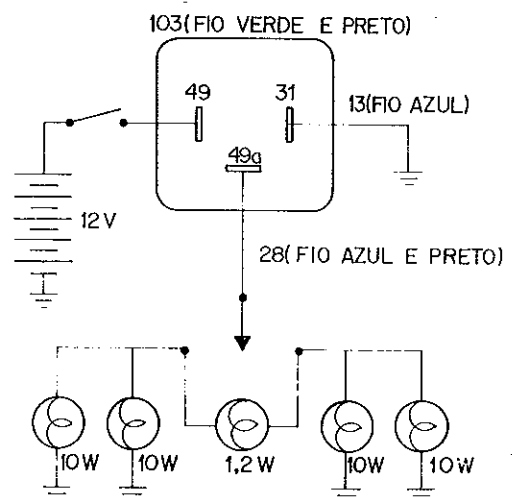 103(FIO VERDE E PRETO)
49
31
13(FIO AZUL)
49a
12V
28(FIO AZUL E PRETO)
10W
10W
1,2W
10W
10W